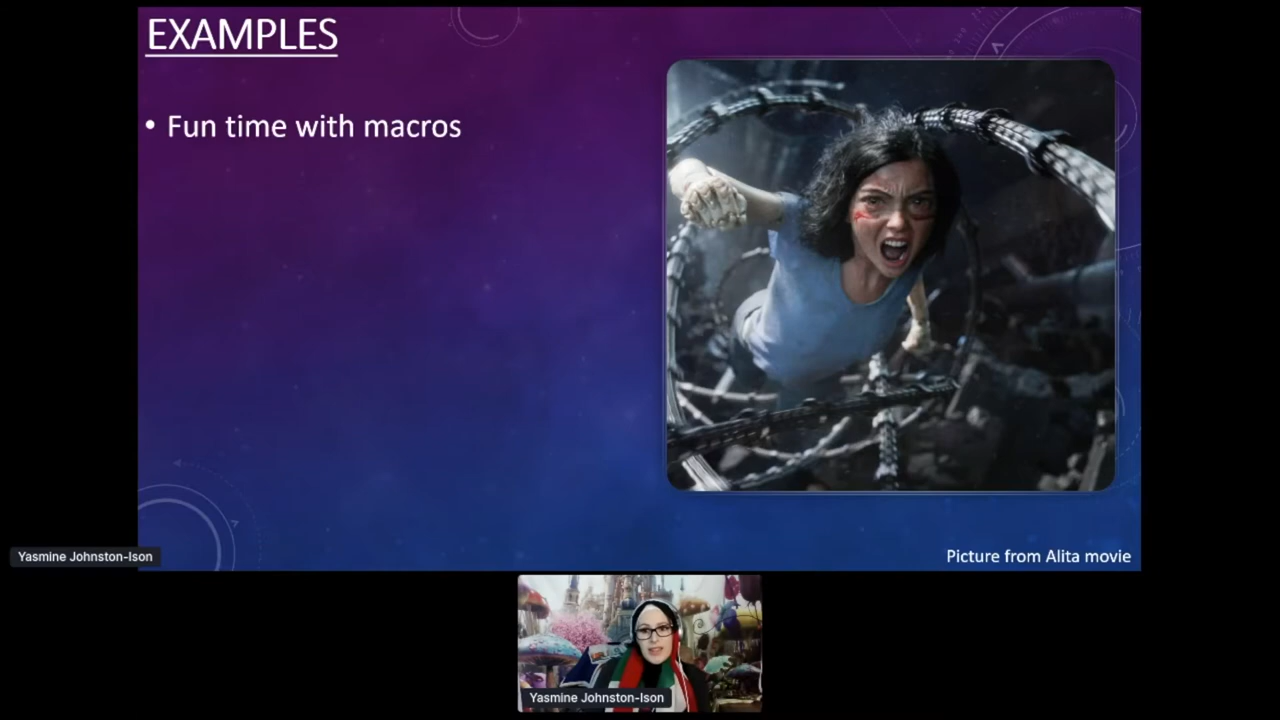 EXAMPLES
• Fun time with macros
Yasmine Johnston-Ison
Picture from Alita movie
Yasmine Johnston-Ison